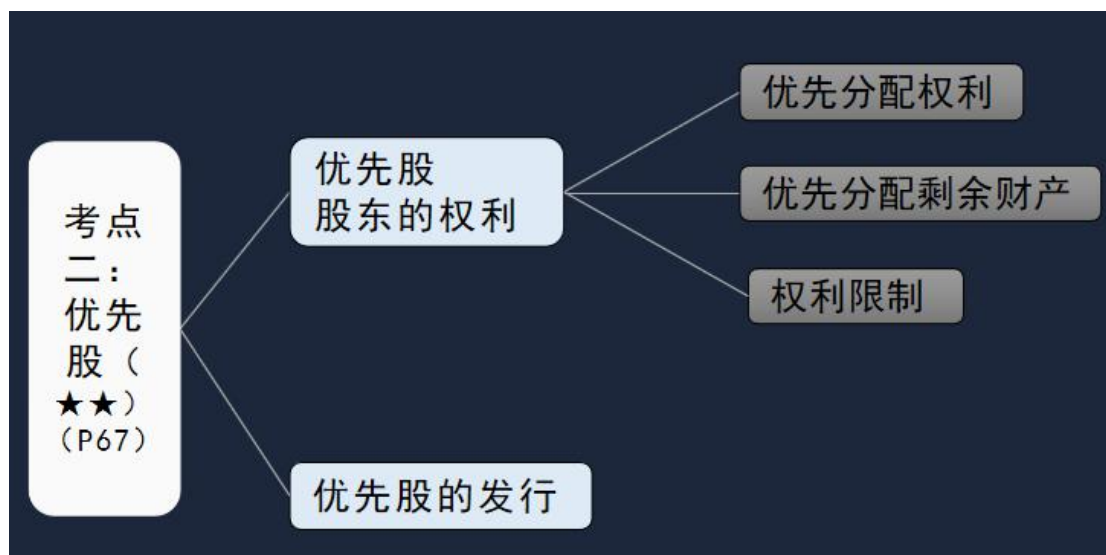 考点
二：
优先
股（
★★）
（P67）
优先股
股东的权利
优先分配权利
优先分配剩余财产
权利限制
优先股的发行